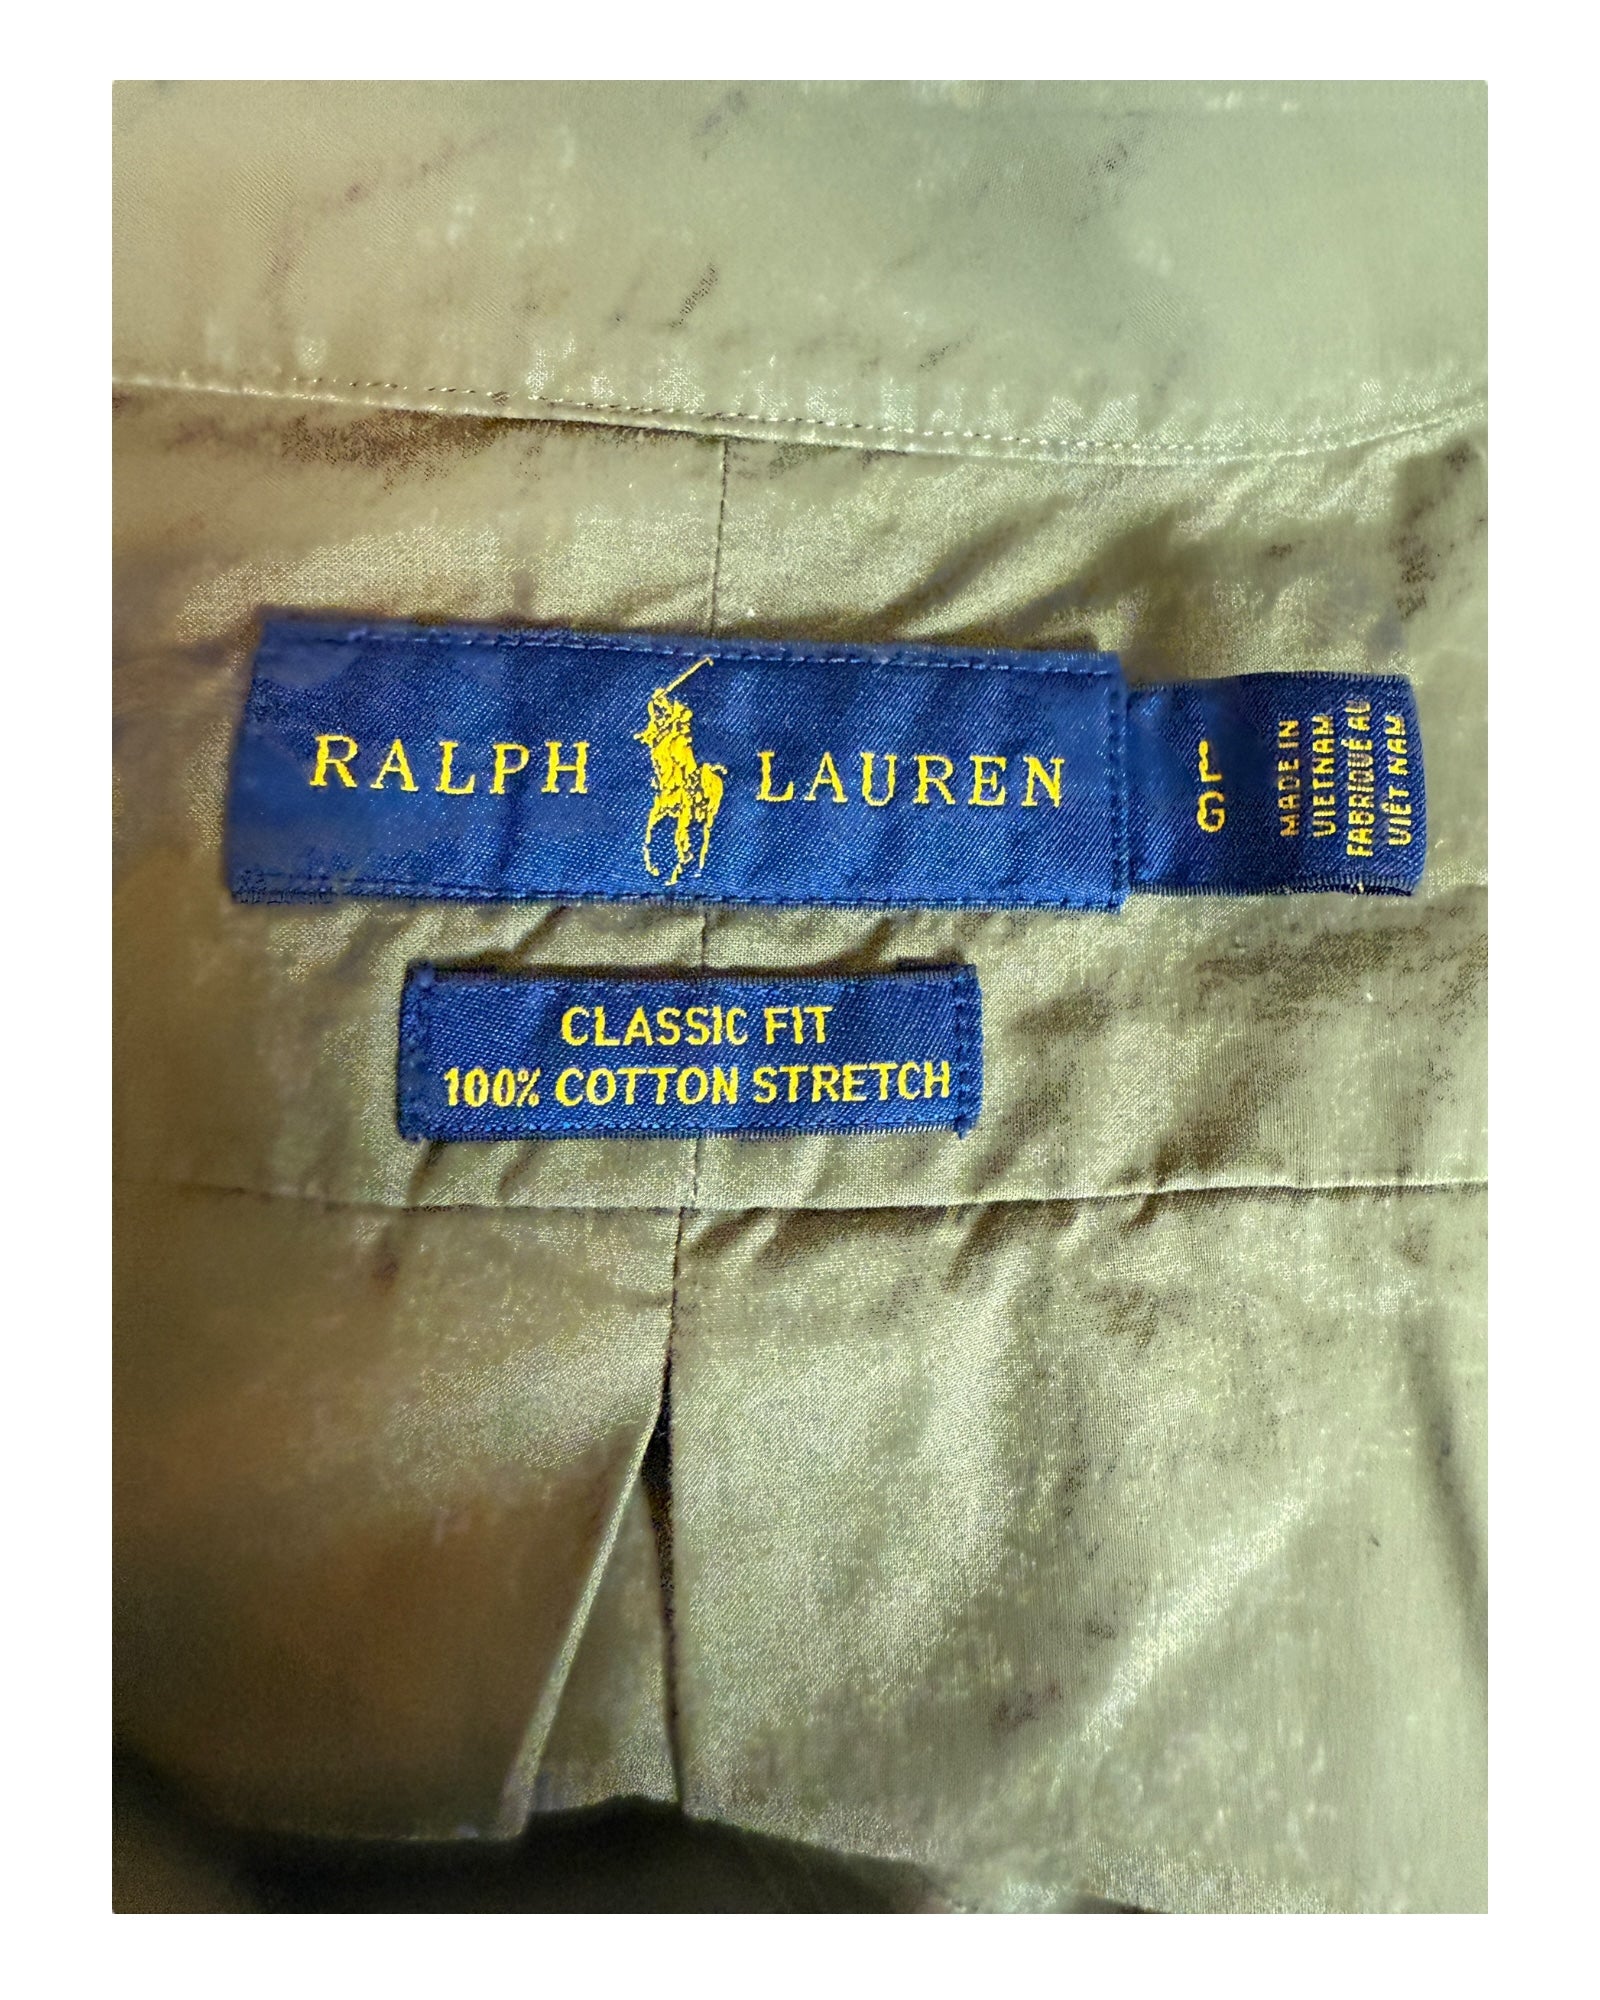 RALPH LAUREN
L
G
MADE IN
VIETNAM
FABRIQUÉ AU
VIÊT NAM
CLASSIC FIT
100% COTTON STRETCH